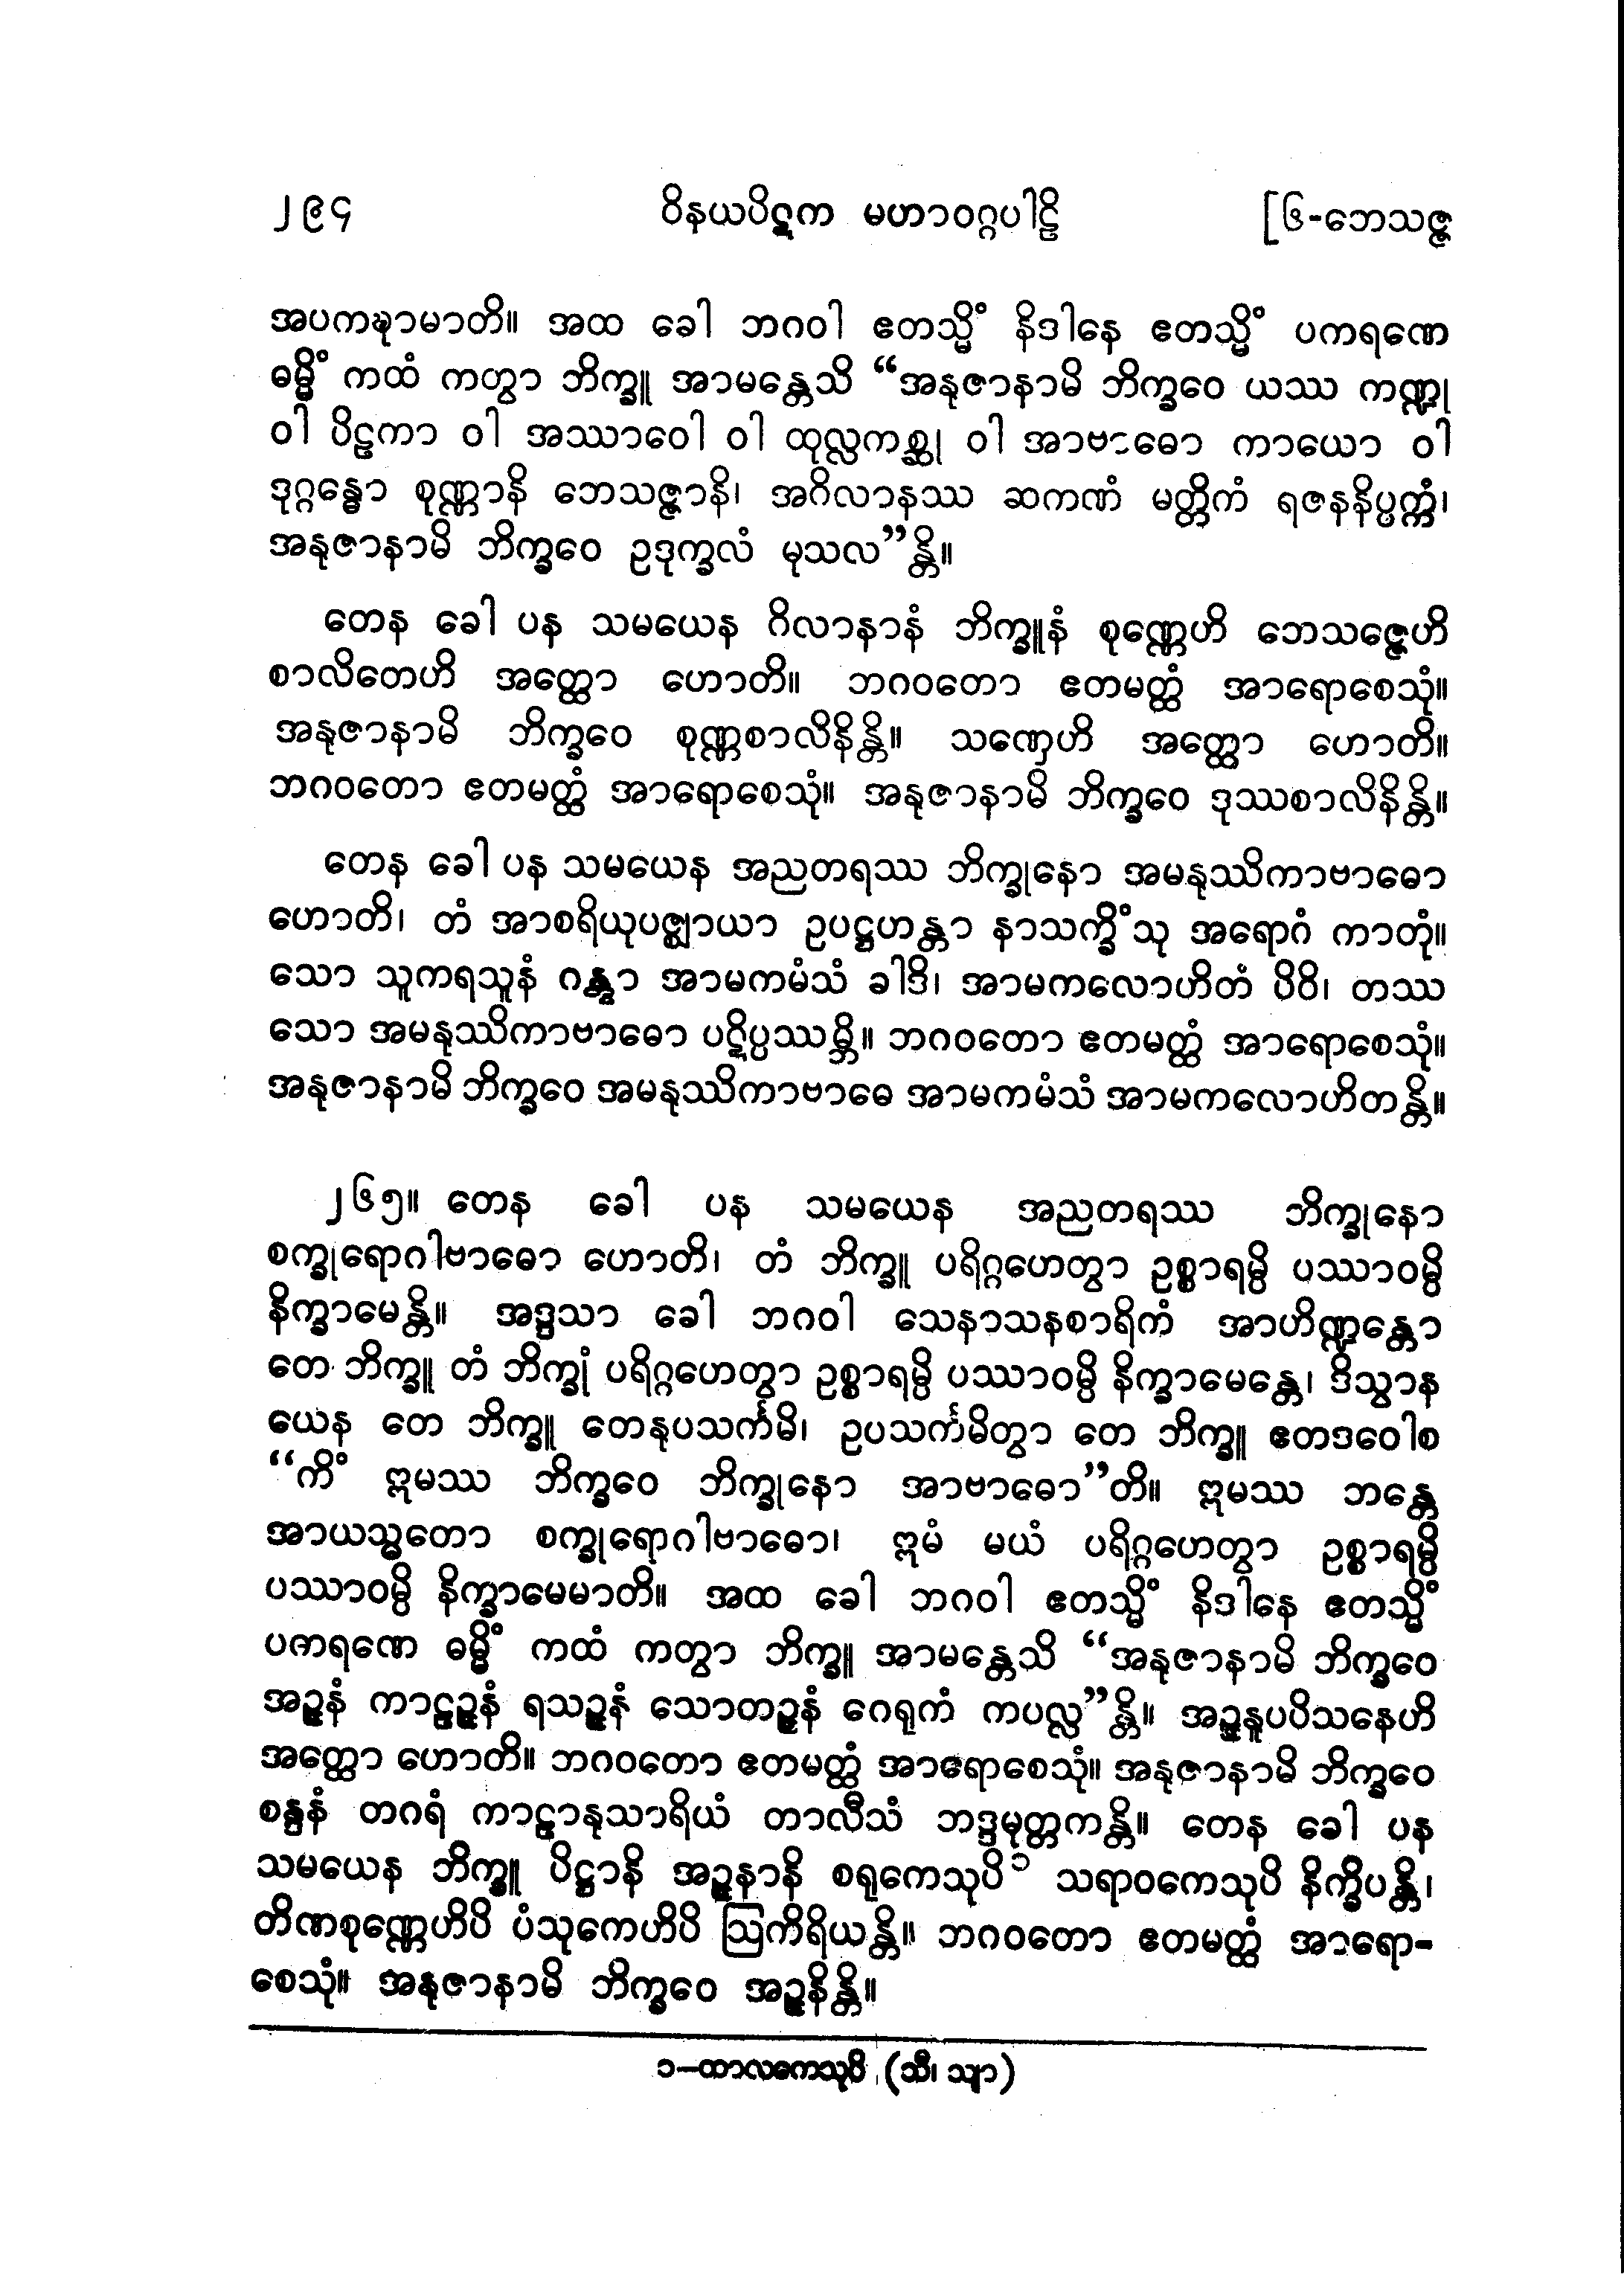 ၂၉၄ ဝိနယပိဋက မဟာဝဂ္ဂပါဠိ [၆-ဘေသဇ္ဇ
အပကဍ္ဎာမာတိ။ အထ ခေါ ဘဂဝါ ဧတသ္မိံ နိဒါနေ ဧတသ္မိံ ပကရဏေ
ဓမ္မိံ ကထံ ကတွာ ဘိက္ခူ အာမန္တေသိ “အနုဇာနာမိ ဘိက္ခဝေ ယဿ ကဏ္ဍု
ဝါ ပိဠကာ ဝါ အဿာဝေါ ဝါ ထုလ္လကစ္ဆု ဝါ အာဗာဓော ကာယော ဝါ
ဒုဂ္ဂန္ဓော စုဏ္ဏာနိ ဘေသဇ္ဇာနိ၊ အဂိလာနဿ ဆကဏံ မတ္တိကံ ရဇနနိပ္ပက္ကံ၊
အနုဇာနာမိ ဘိက္ခဝေ ဥဒုက္ခလံ မုသလ”န္တိ။
တေန ခေါ ပန သမယေန ဂိလာနာနံ ဘိက္ခူနံ စုဏ္ဏေဟိ ဘေသဇ္ဇေဟိ
စာလိတေဟိ အတ္ထော ဟောတိ။ ဘဂဝတော ဧတမတ္ထံ အာရောစေသုံ။
အနုဇာနာမိ ဘိက္ခဝေ စုဏ္ဏစာလိနိန္တိ။ သဏှေဟိ အတ္ထော ဟောတိ။
ဘဂဝတော ဧတမတ္ထံ အာရောစေသုံ။ အနုဇာနာမိ ဘိက္ခဝေ ဒုဿစာလိနိန္တိ။
တေန ခေါ ပန သမယေန အညတရဿ ဘိက္ခုနော အမနုဿိကာဗာဓော
ဟောတိ၊ တံ အာစရိယုပဇ္ဈာယာ ဥပဋ္ဌဟန္တာ နာသက္ခိံသု အရောဂံ ကာတုံ။
သော သူကရသူနံ ဂန္တွာ အာမကမံသံ ခါဒိ၊ အာမကလောဟိတံ ပိဝိ၊ တဿ
သော အမနုဿိကာဗာဓော ပဋိပ္ပဿမ္ဘိ။ ဘဂဝတော ဧတမတ္ထံ အာရောစေသုံ။
အနုဇာနာမိ ဘိက္ခဝေ အမနုဿိကာဗာဓေ အာမကမံသံ အာမကလောဟိတန္တိ။
၂၆၅။ တေန ခေါ ပန သမယေန အညတရဿ ဘိက္ခုနော
စက္ခုရောဂါဗာဓော ဟောတိ၊ တံ ဘိက္ခူ ပရိဂ္ဂဟေတွာ ဥစ္စာရမ္ပိ ပဿာဝမ္ပိ
နိက္ခာမေန္တိ။ အဒ္ဒသာ ခေါ ဘဂဝါ သေနာသနစာရိကံ အာဟိဏ္ဍန္တော
တေ ဘိက္ခူ တံ ဘိက္ခုံ ပရိဂ္ဂဟေတွာ ဥစ္စာရမ္ပိ ပဿာဝမ္ပိ နိက္ခာမေန္တေ၊ ဒိသွာန
ယေန တေ ဘိက္ခူ တေနုပသင်္ကမိ၊ ဥပသင်္ကမိတွာ တေ ဘိက္ခူ ဧတဒဝေါစ
“ကိံ ဣမဿ ဘိက္ခဝေ ဘိက္ခုနော အာဗာဓော”တိ။ ဣမဿ ဘန္တေ
အာယသ္မတော စက္ခုရောဂါဗာဓော၊ ဣမံ မယံ ပရိဂ္ဂဟေတွာ ဥစ္စာရမ္ပိ
ပဿာဝမ္ပိ နိက္ခာမေမာတိ။ အထ ခေါ ဘဂဝါ ဧတသ္မိံ နိဒါနေ ဧတသ္မိံ
ပကရဏေ ဓမ္မိံ ကထံ ကတွာ ဘိက္ခူ အာမန္တေသိ “အနုဇာနာမိ ဘိက္ခဝေ
အဉ္ဇနံ ကာဠဉ္ဇနံ ရသဉ္ဇနံ သောတဉ္ဇနံ ဂေရုကံ ကပလ္လ”န္တိ။ အဉ္ဇနူပပိသနေဟိ
အတ္ထော ဟောတိ။ ဘဂဝတော ဧတမတ္ထံ အာရောစေသုံ။ အနုဇာနာမိ ဘိက္ခဝေ
စန္ဒနံ တဂရံ ကာဠာနုသာရိယံ တာလီသံ ဘဒ္ဒမုတ္တကန္တိ။ တေန ခေါ ပန
သမယေန ဘိက္ခူ ပိဋ္ဌာနိ အဉ္ဇနာနိ စရုကေသုပိ၁ သရာဝကေသုပိ နိက္ခိပန္တိ၊
တိဏစုဏ္ဏေဟိပိ ပံသုကေဟိပိ ဩကိရိယန္တိ။ ဘဂဝတော ဧတမတ္ထံ အာရော-
စေသုံ။ အနုဇာနာမိ ဘိက္ခဝေ အဉ္ဇနိန္တိ။
၁−ထာလကေသုပိ (သီ၊ သျာ)